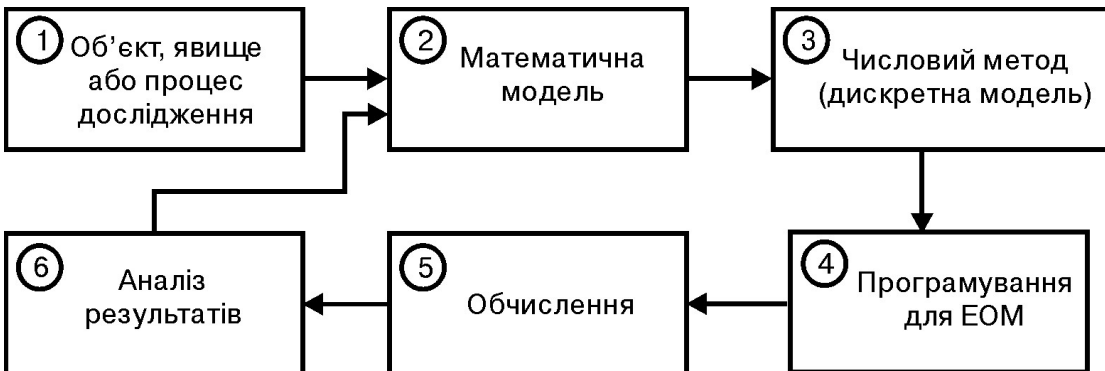 1
Об’єкт, явище
або процес
дослідження
2
Математична
модель
3
Числовий метод
(дискретна модель)
6
Аналіз
результатів
5
Обчислення
4
Програмування
для ЕОМ